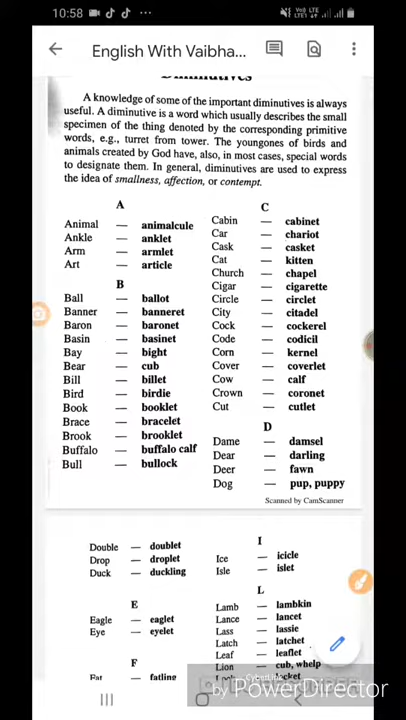 10:58
VoLTE LTE
English With Vaibha...
Diminutives
A knowledge of some of the important diminutives is always
useful. A diminutive is a word which usually describes the small
specimen of the thing denoted by the corresponding primitive
words, e.g., turret from tower. The youngones of birds and
animals created by God have, also, in most cases, special words
to designate them. In general, diminutives are used to express
the idea of smallness, affection, or contempt.
A
Animal — animalcule
Ankle — anklet
Arm — armlet
Art — article
B
Ball — ballot
Banner — banneret
Baron — baronet
Basin — basinet
Bay — bight
Bear — cub
Bill — billet
Bird — birdie
Book — booklet
Brace — bracelet
Brook — brooklet
Buffalo — buffalo calf
Bull — bullock
C
Cabin — cabinet
Car — chariot
Cask — casket
Cat — kitten
Church — chapel
Cigar — cigarette
Circle — circlet
City — citadel
Cock — cockerel
Code — codicil
Corn — kernel
Cover — coverlet
Cow — calf
Crown — coronet
Cut — cutlet
D
Dame — damsel
Dear — darling
Deer — fawn
Dog — pup, puppy
Scanned by CamScanner
Double — doublet
Drop — droplet
Duck — duckling
E
Eagle — eaglet
Eye — eyelet
F
Fat — fatling
I
Ice — icicle
Isle — islet
L
Lamb — lambkin
Lance — lancet
Lass — lassie
Latch — latchet
Leaf — leaflet
Lion — cub, whelp
PowerDirector